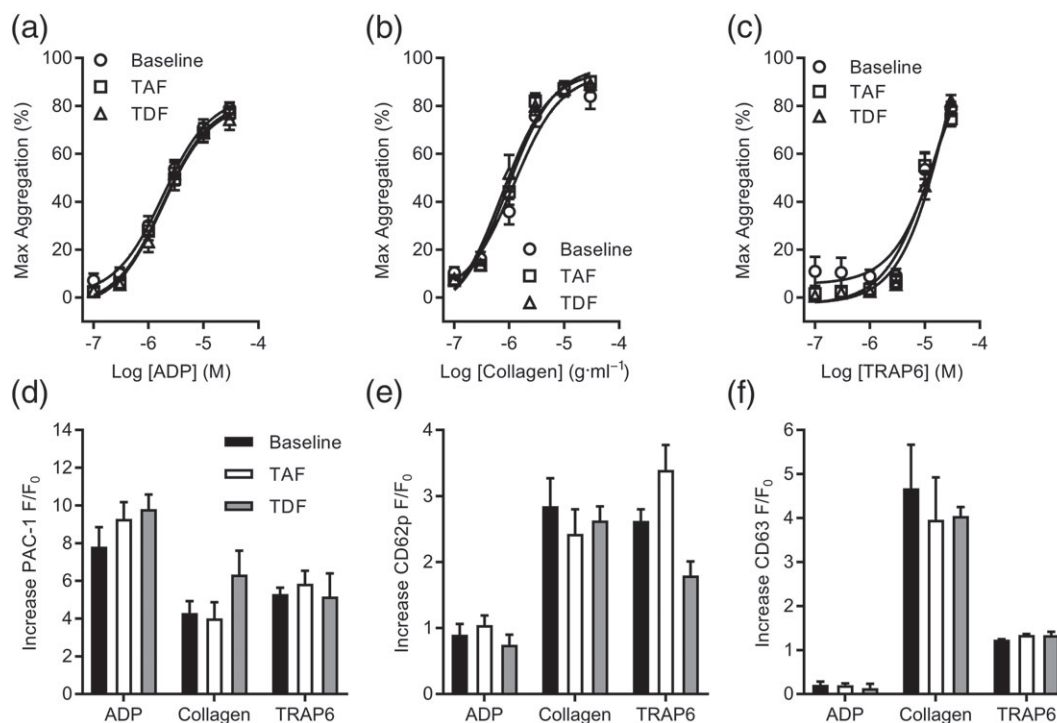 (a)
Baseline
TAF
TDF
Max Aggregation (%)
100
80
60
40
20
0
-7
-6
-5
-4
Log [ADP] (M)
(b)
Max Aggregation (%)
100
80
60
40
20
0
Baseline
TAF
TDF
-7
-6
-5
-4
Log [Collagen] (g·ml⁻¹)
(c)
Baseline
TAF
TDF
Max Aggregation (%)
100
80
60
40
20
0
-7
-6
-5
-4
Log [TRAP6] (M)
(d)
Baseline
TAF
TDF
Increase PAC-1 F/F₀
14
12
10
8
6
4
2
0
ADP
Collagen
TRAP6
(e)
Increase CD62p F/F₀
4
3
2
1
0
ADP
Collagen
TRAP6
(f)
Increase CD63 F/F₀
6
5
4
3
2
1
0
ADP
Collagen
TRAP6